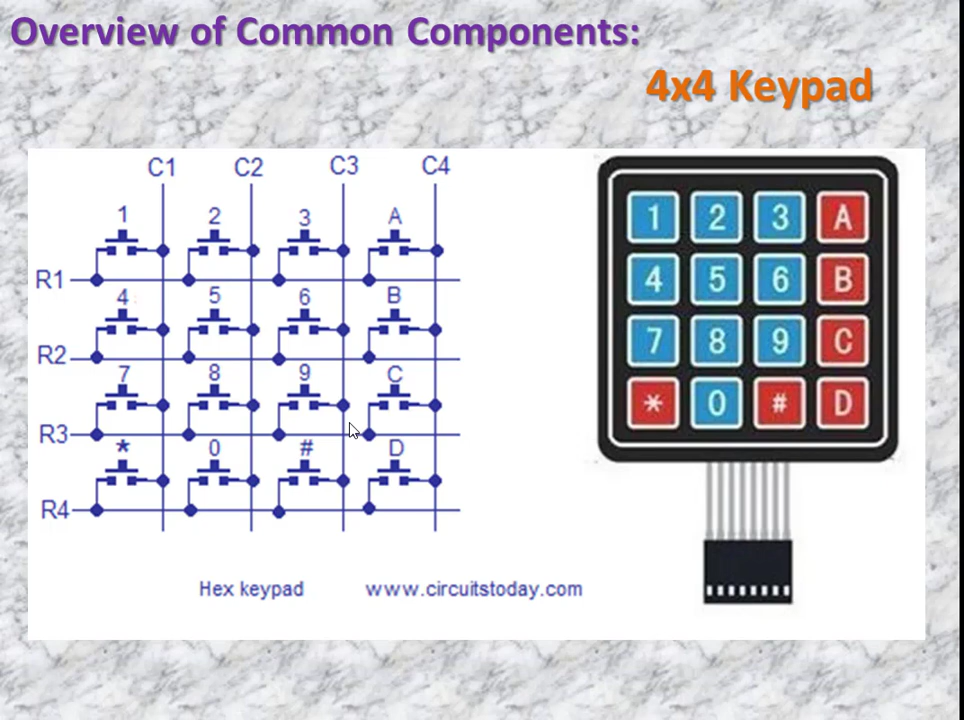 Overview of Common Components:
4x4 Keypad
C1 C2 C3 C4
1 2 3 A
R1
4 5 6 B
R2
7 8 9 C
R3
* 0 # D
R4
Hex keypad www.circuitstoday.com
1 2 3 A
4 5 6 B
7 8 9 C
* 0 # D